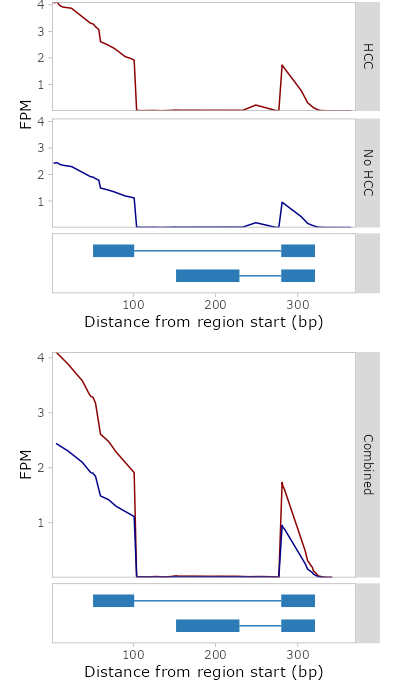 4
3
2
1
HCC
FPM
4
3
2
1
No HCC
100
200
300
Distance from region start (bp)
4
3
2
1
FPM
Combined
100
200
300
Distance from region start (bp)